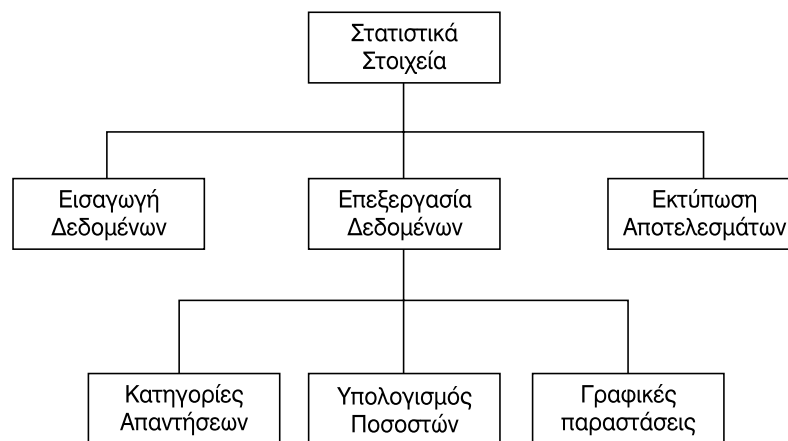 Στατιστικά
Στοιχεία
Εισαγωγή
Δεδομένων
Επεξεργασία
Δεδομένων
Εκτύπωση
Αποτελεσμάτων
Κατηγορίες
Απαντήσεων
Υπολογισμός
Ποσοστών
Γραφικές
παραστάσεις